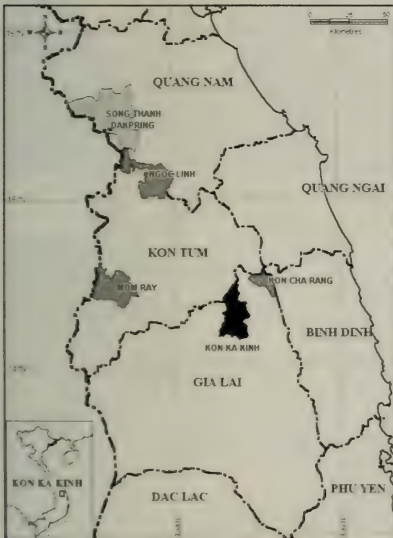 QUANG NAM
SONG THANH
DAKPRING
NGOC LINH
QUANG NGAI
KON TUM
MOM RAY
KON CHA RANG
KON KA KINH
BINH DINH
GIA LAI
KON KA KINH
DAC LAC
PHU YEN